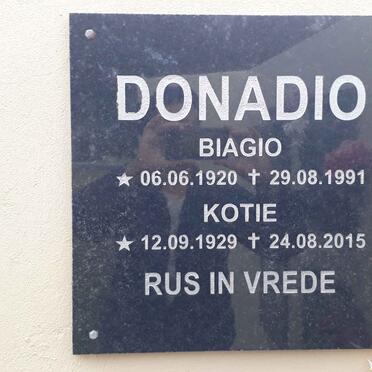 DONADIO
BIAGIO
★ 06.06.1920 ✝ 29.08.1991
KOTIE
★ 12.09.1929 ✝ 24.08.2015
RUS IN VREDE